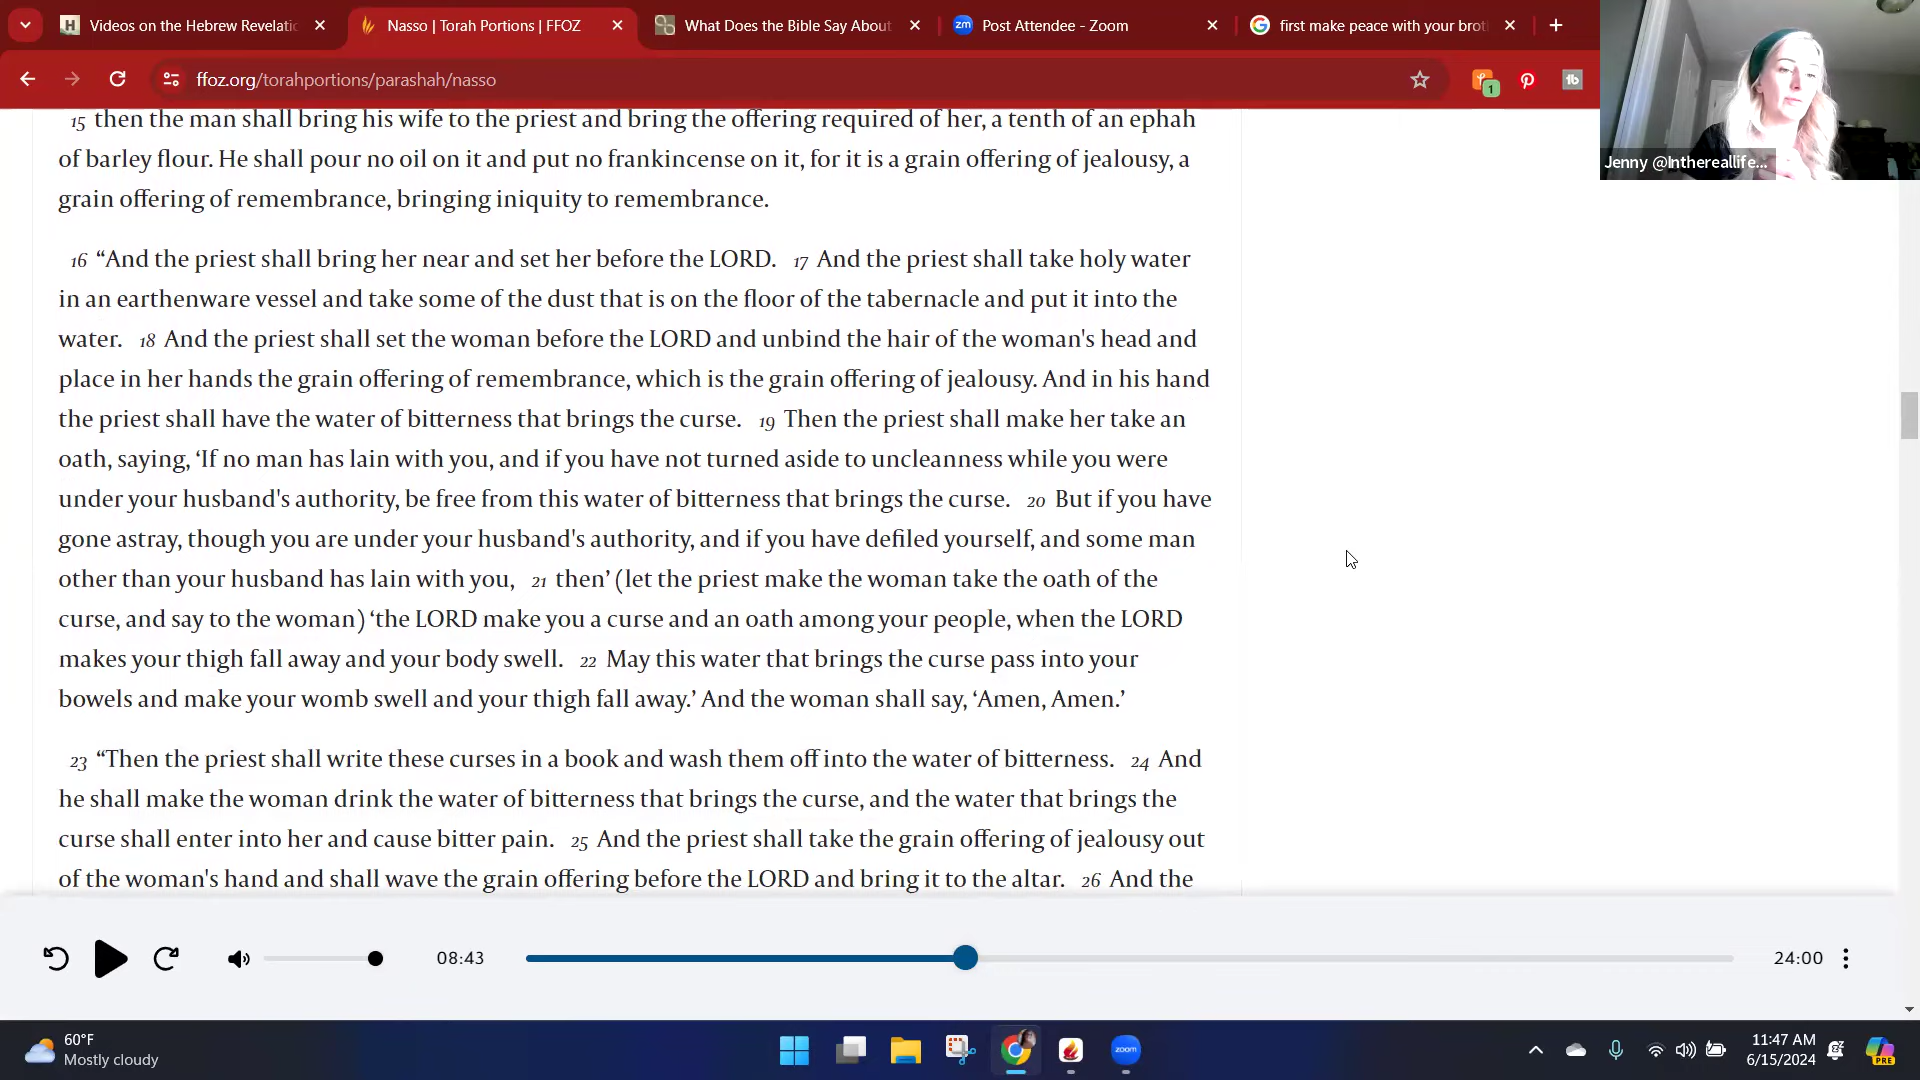 Videos on the Hebrew Revelatio
Nasso | Torah Portions | FFOZ
What Does the Bible Say About
zm Post Attendee - Zoom
first make peace with your brot
ffoz.org/torahportions/parashah/nasso
1
Jenny @Inthereallife...
15 then the man shall bring his wife to the priest and bring the offering required of her, a tenth of an ephah
of barley flour. He shall pour no oil on it and put no frankincense on it, for it is a grain offering of jealousy, a
grain offering of remembrance, bringing iniquity to remembrance.
16 “And the priest shall bring her near and set her before the LORD. 17 And the priest shall take holy water
in an earthenware vessel and take some of the dust that is on the floor of the tabernacle and put it into the
water. 18 And the priest shall set the woman before the LORD and unbind the hair of the woman's head and
place in her hands the grain offering of remembrance, which is the grain offering of jealousy. And in his hand
the priest shall have the water of bitterness that brings the curse. 19 Then the priest shall make her take an
oath, saying, ‘If no man has lain with you, and if you have not turned aside to uncleanness while you were
under your husband's authority, be free from this water of bitterness that brings the curse. 20 But if you have
gone astray, though you are under your husband's authority, and if you have defiled yourself, and some man
other than your husband has lain with you, 21 then’ (let the priest make the woman take the oath of the
curse, and say to the woman) ‘the LORD make you a curse and an oath among your people, when the LORD
makes your thigh fall away and your body swell. 22 May this water that brings the curse pass into your
bowels and make your womb swell and your thigh fall away.’ And the woman shall say, ‘Amen, Amen.’
23 “Then the priest shall write these curses in a book and wash them off into the water of bitterness. 24 And
he shall make the woman drink the water of bitterness that brings the curse, and the water that brings the
curse shall enter into her and cause bitter pain. 25 And the priest shall take the grain offering of jealousy out
of the woman's hand and shall wave the grain offering before the LORD and bring it to the altar. 26 And the
08:43
24:00
60°F
Mostly cloudy
zoom
11:47 AM
6/15/2024
PRE